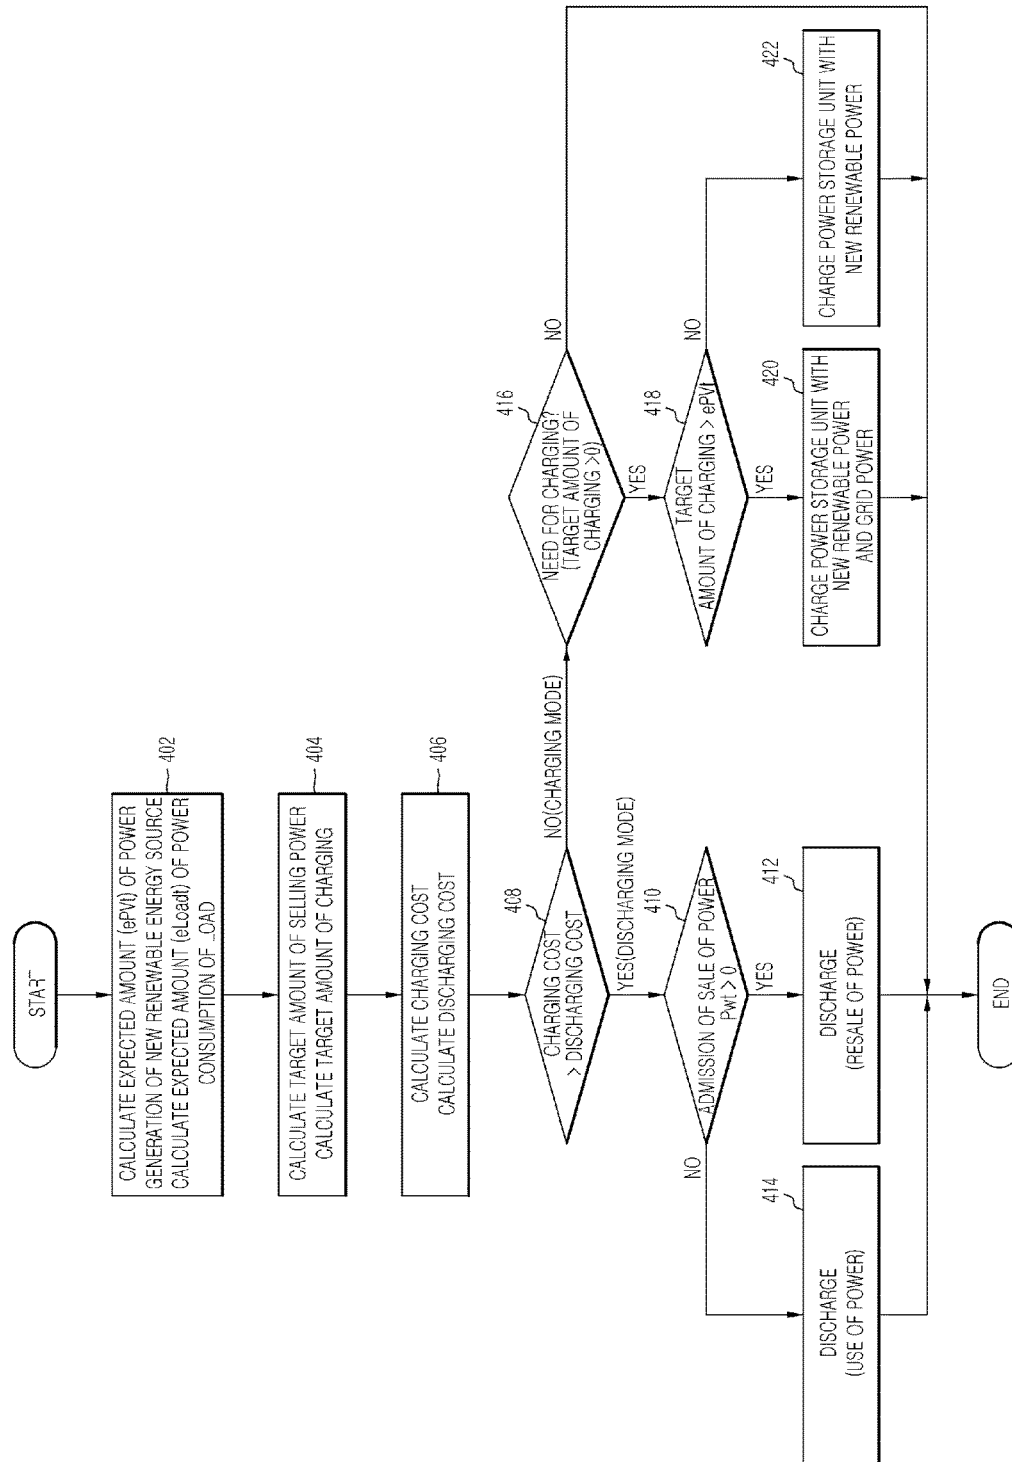 START
CALCULATE EXPECTED AMOUNT (ePVt) OF POWER
GENERATION OF NEW RENEWABLE ENERGY SOURCE
CALCULATE EXPECTED AMOUNT (eLoadt) OF POWER
CONSUMPTION OF LOAD
402
CALCULATE TARGET AMOUNT OF SELLING POWER
CALCULATE TARGET AMOUNT OF CHARGING
404
CALCULATE CHARGING COST
CALCULATE DISCHARGING COST
406
408
CHARGING COST
> DISCHARGING COST
NO(CHARGING MODE)
YES(DISCHARGING MODE)
416
NEED FOR CHARGING?
(TARGET AMOUNT OF
CHARGING >0)
NO
YES
410
ADMISSION OF SALE OF POWER
Pwt > 0
NO
YES
418
TARGET
AMOUNT OF CHARGING > ePVt
NO
YES
414
DISCHARGE
(USE OF POWER)
412
DISCHARGE
(RESALE OF POWER)
420
CHARGE POWER STORAGE UNIT WITH
NEW RENEWABLE POWER
AND GRID POWER
422
CHARGE POWER STORAGE UNIT WITH
NEW RENEWABLE POWER
END